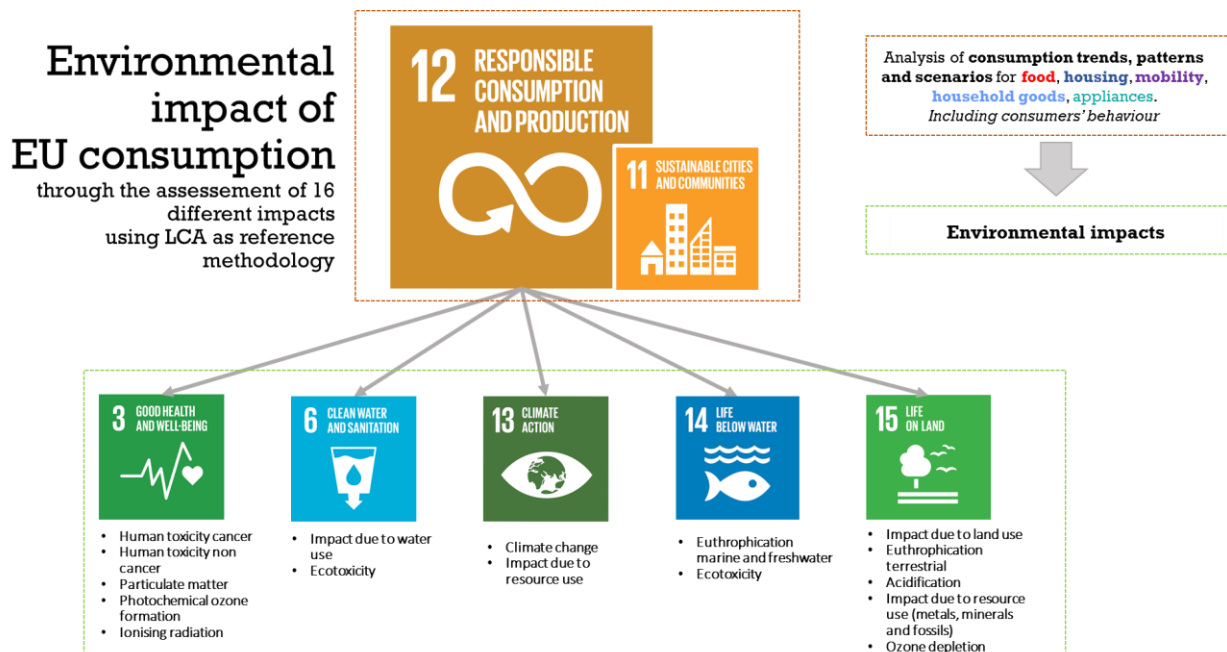 Environmental
impact of
EU consumption
through the assessement of 16
different impacts
using LCA as reference
methodology
12 RESPONSIBLE
CONSUMPTION
AND PRODUCTION
11 SUSTAINABLE CITIES
AND COMMUNITIES
Analysis of consumption trends, patterns
and scenarios for food, housing, mobility,
household goods, appliances.
Including consumers' behaviour
Environmental impacts
3 GOOD HEALTH
AND WELL-BEING
• Human toxicity cancer
• Human toxicity non
cancer
• Particulate matter
• Photochemical ozone
formation
• Ionising radiation
6 CLEAN WATER
AND SANITATION
• Impact due to water
use
• Ecotoxicity
13 CLIMATE
ACTION
• Climate change
• Impact due to
resource use
14 LIFE
BELOW WATER
• Euthrophication
marine and freshwater
• Ecotoxicity
15 LIFE
ON LAND
• Impact due to land use
• Euthrophication
terrestrial
• Acidification
• Impact due to resource
use (metals, minerals
and fossils)
• Ozone depletion